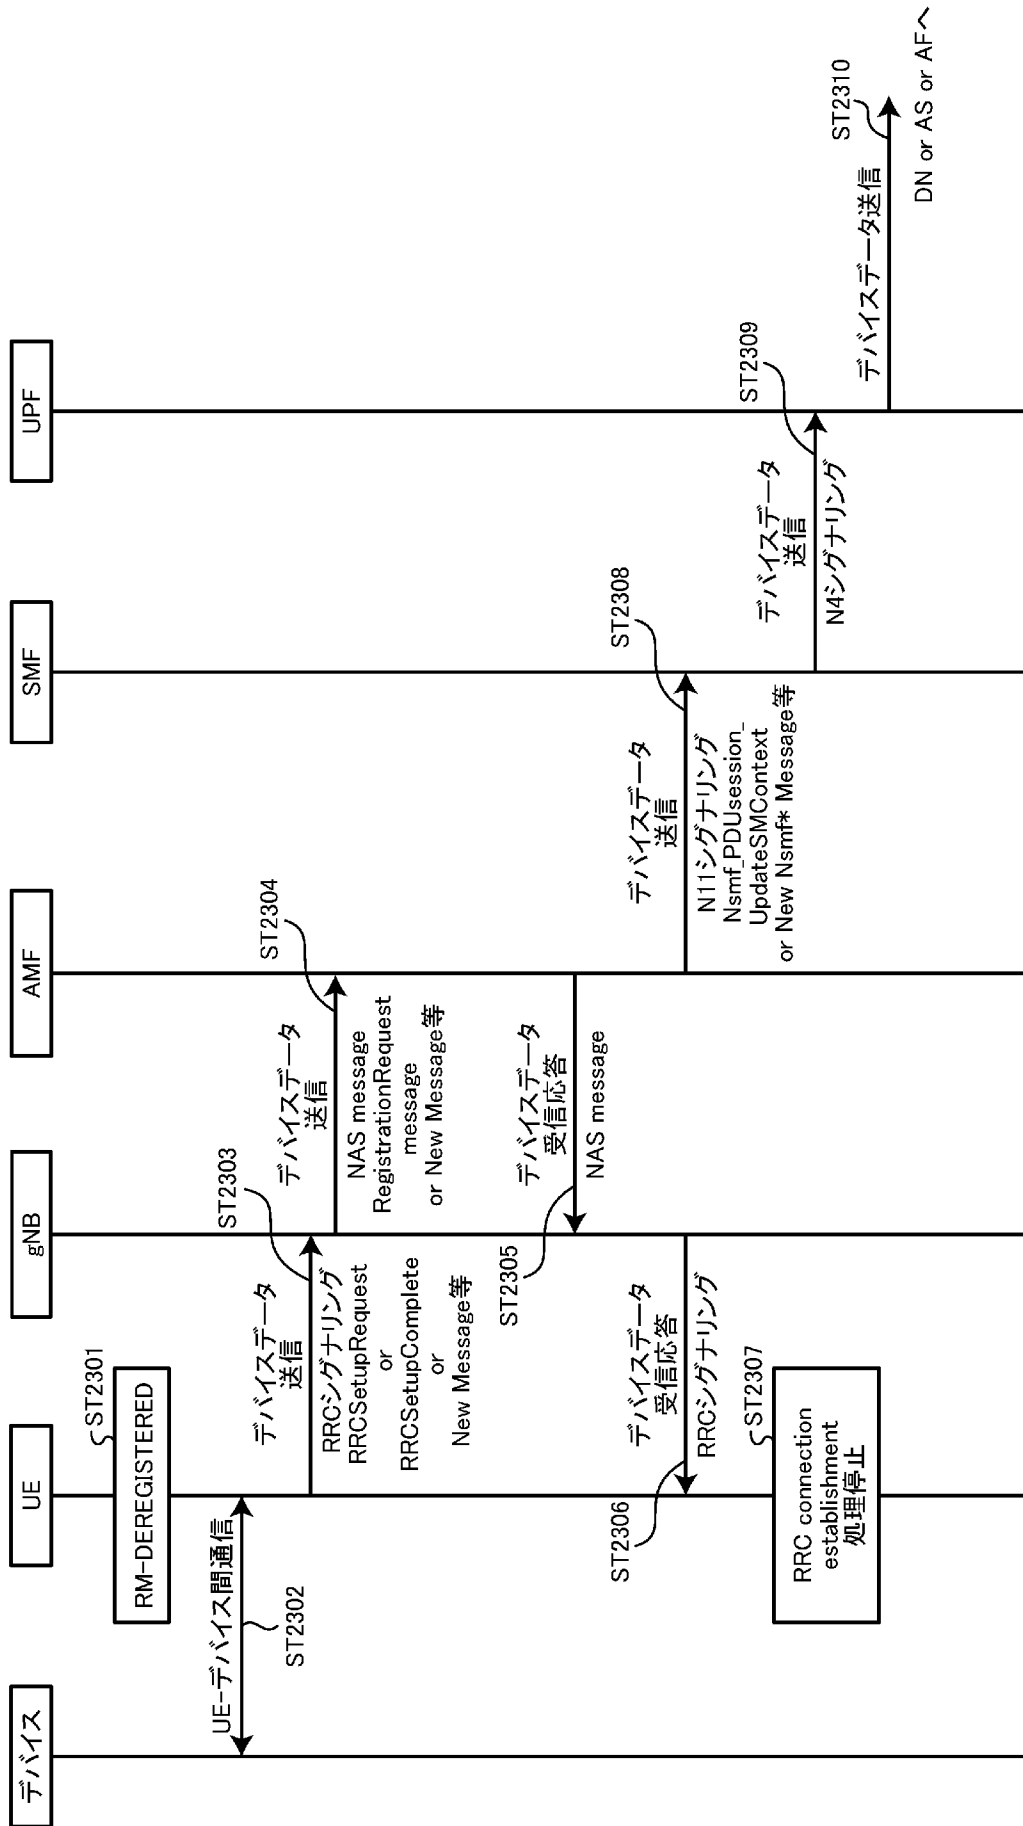 デバイス
UE
gNB
AMF
SMF
UPF
RM-DEREGISTERED
ST2301
UE-デバイス間通信
ST2302
デバイスデータ
送信
RRCシグナリング
RRCSetupRequest
or
RRCSetupComplete
or
New Message等
ST2303
デバイスデータ
送信
NAS message
RegistrationRequest
message
or New Message等
ST2304
デバイスデータ
受信応答
NAS message
ST2305
デバイスデータ
受信応答
RRCシグナリング
ST2306
RRC connection
establishment
処理停止
ST2307
デバイスデータ
送信
N11シグナリング
Nsmf_PDUsession_
UpdateSMContext
or New Nsmf* Message等
ST2308
デバイスデータ
送信
N4シグナリング
ST2309
デバイスデータ送信
ST2310
DN or AS or AFへ